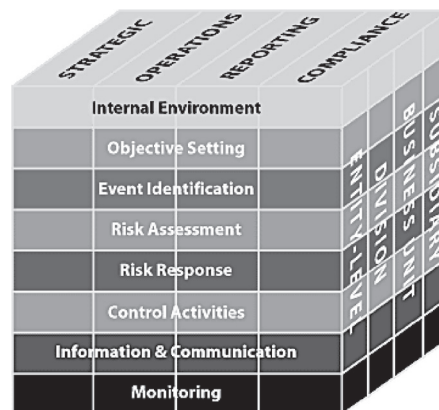 STRATEGIC
OPERATIONS
REPORTING
COMPLIANCE
Internal Environment
Objective Setting
Event Identification
Risk Assessment
Risk Response
Control Activities
Information & Communication
Monitoring
ENTITY-LEVEL
DIVISION
BUSINESS UNIT
SUBSIDIARY